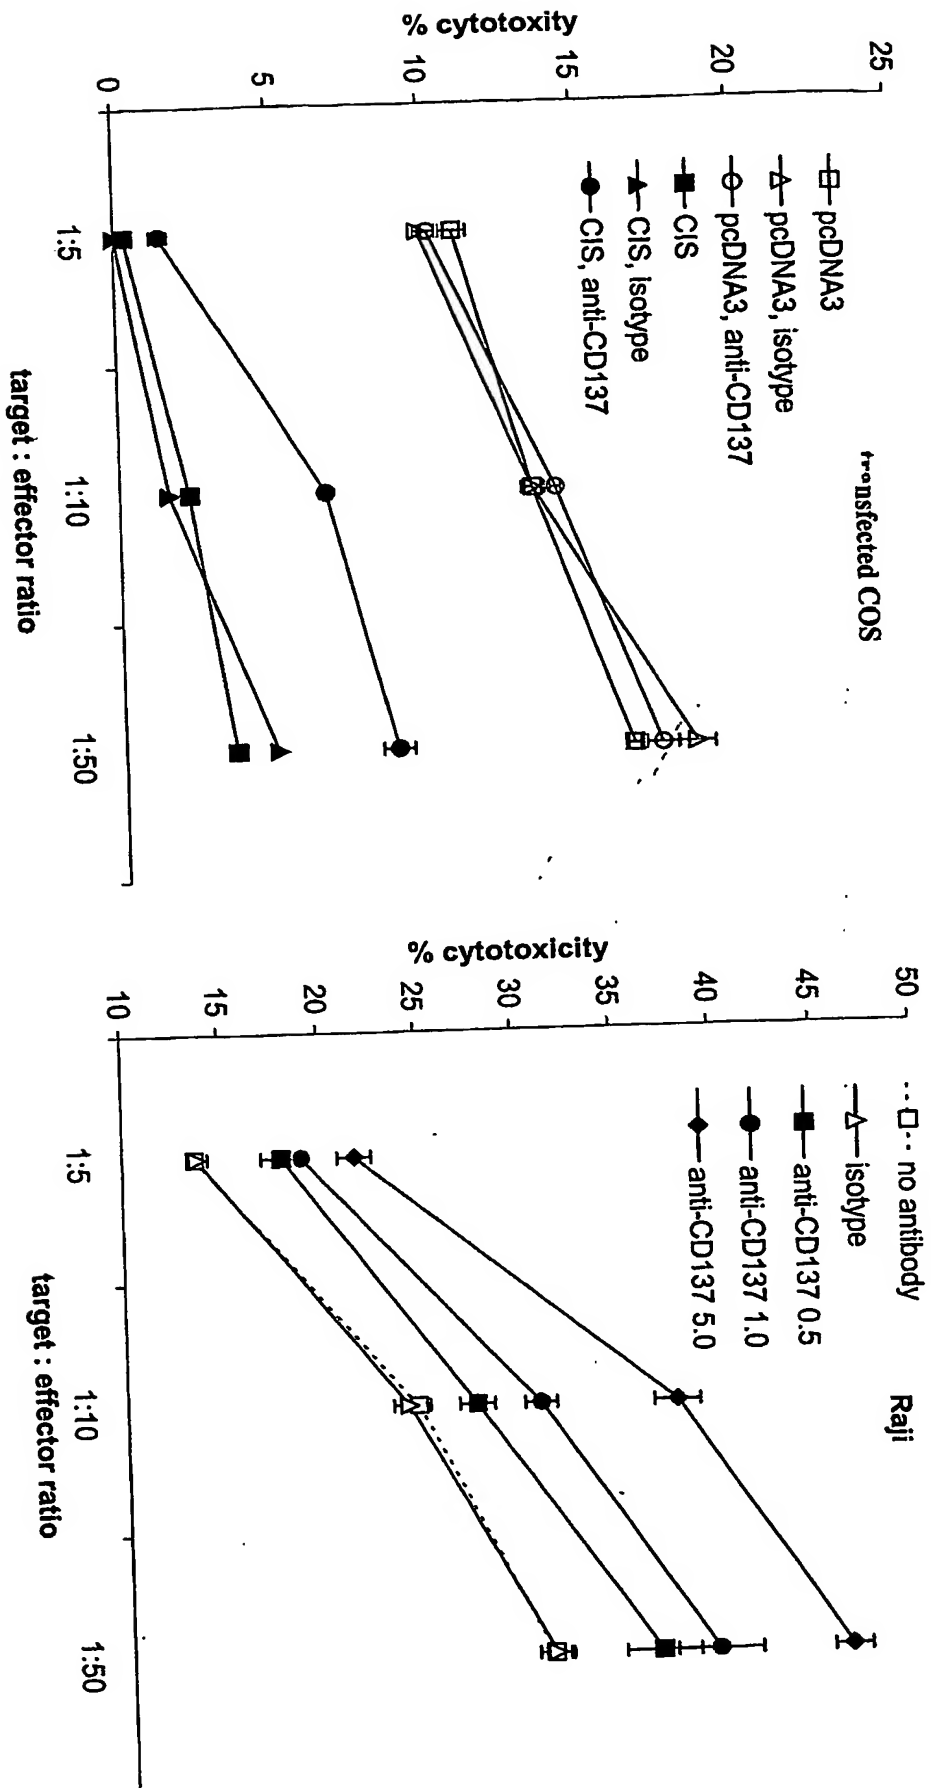 transfected COS
% cytotoxity
25
20
15
10
5
0
pcDNA3
pcDNA3, isotype
pcDNA3, anti-CD137
CIS
CIS, isotype
CIS, anti-CD137
1:5
1:10
1:50
target : effector ratio
Raji
% cytotoxicity
50
45
40
35
30
25
20
15
10
no antibody
isotype
anti-CD137 0.5
anti-CD137 1.0
anti-CD137 5.0
1:5
1:10
1:50
target : effector ratio